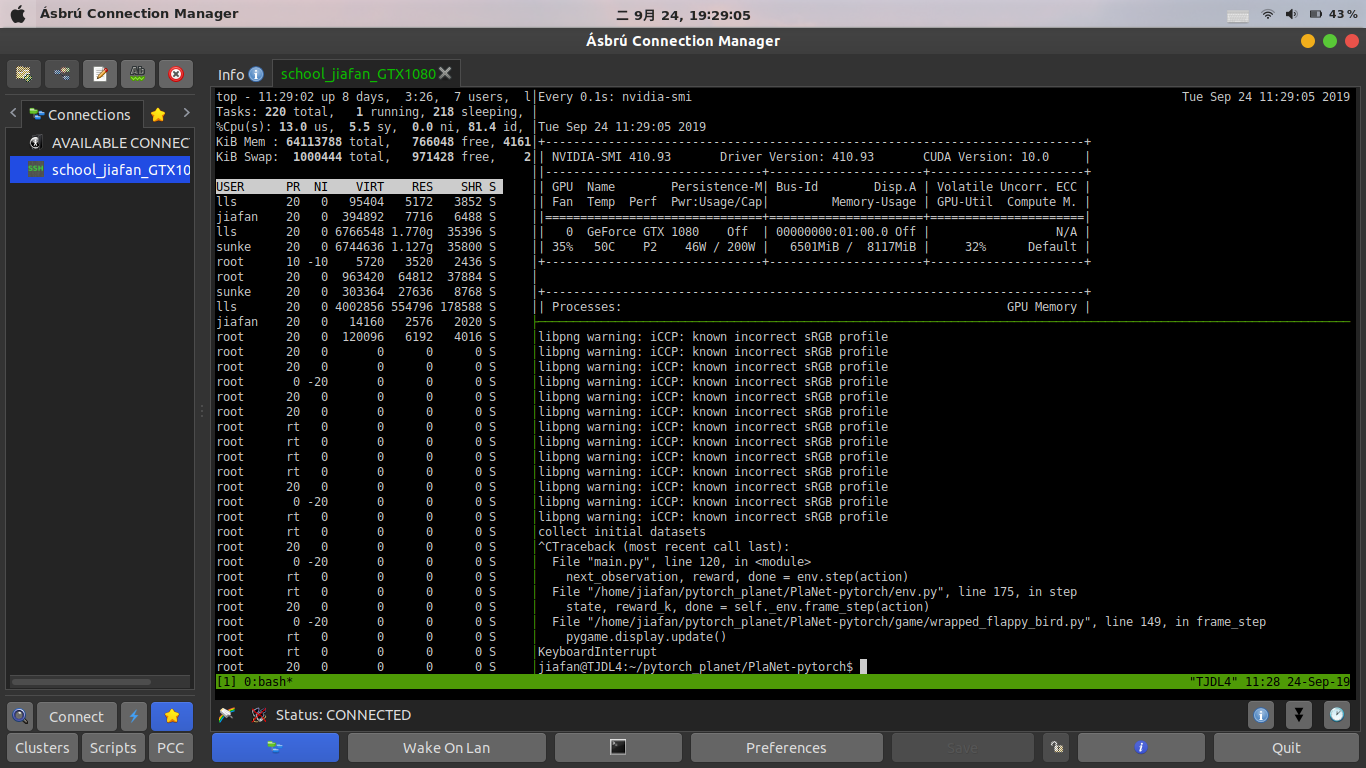 Ásbrú Connection Manager
二 9月 24, 19:29:05
43 %
Ásbrú Connection Manager
Info
school_jiafan_GTX1080
Connections
AVAILABLE CONNEC
school_jiafan_GTX10
top - 11:29:02 up 8 days,  3:26,  7 users,  l
Tasks: 220 total,   1 running, 218 sleeping,
%Cpu(s): 13.0 us,  5.5 sy,  0.0 ni, 81.4 id,
KiB Mem : 64113788 total,   766048 free, 4161
KiB Swap:  1000444 total,   971428 free,    2
USER      PR  NI    VIRT    RES    SHR S
lls       20   0   95404   5172   3852 S
jiafan    20   0  394892   7716   6488 S
lls       20   0 6766548 1.770g  35396 S
sunke     20   0 6744636 1.127g  35800 S
root      10 -10    5720   3520   2436 S
root      20   0  963420  64812  37884 S
sunke     20   0  303364  27636   8768 S
lls       20   0 4002856 554796 178588 S
jiafan    20   0   14160   2576   2020 S
root      20   0  120096   6192   4016 S
root      20   0       0      0      0 S
root      20   0       0      0      0 S
root       0 -20       0      0      0 S
root      20   0       0      0      0 S
root      20   0       0      0      0 S
root      rt   0       0      0      0 S
root      rt   0       0      0      0 S
root      rt   0       0      0      0 S
root      rt   0       0      0      0 S
root      20   0       0      0      0 S
root       0 -20       0      0      0 S
root      rt   0       0      0      0 S
root      rt   0       0      0      0 S
root      20   0       0      0      0 S
root       0 -20       0      0      0 S
root      rt   0       0      0      0 S
root      rt   0       0      0      0 S
root      20   0       0      0      0 S
root       0 -20       0      0      0 S
root      rt   0       0      0      0 S
root      rt   0       0      0      0 S
root      20   0       0      0      0 S
Every 0.1s: nvidia-smi Tue Sep 24 11:29:05 2019
Tue Sep 24 11:29:05 2019
NVIDIA-SMI 410.93       Driver Version: 410.93       CUDA Version: 10.0
GPU  Name        Persistence-M| Bus-Id        Disp.A | Volatile Uncorr. ECC
Fan  Temp  Perf  Pwr:Usage/Cap|         Memory-Usage | GPU-Util  Compute M.
0  GeForce GTX 1080    Off  | 00000000:01:00.0 Off |                  N/A
35%   50C    P2    46W / 200W |   6501MiB /  8117MiB |     32%      Default
Processes:                                                       GPU Memory
libpng warning: iCCP: known incorrect sRGB profile
libpng warning: iCCP: known incorrect sRGB profile
libpng warning: iCCP: known incorrect sRGB profile
libpng warning: iCCP: known incorrect sRGB profile
libpng warning: iCCP: known incorrect sRGB profile
libpng warning: iCCP: known incorrect sRGB profile
libpng warning: iCCP: known incorrect sRGB profile
libpng warning: iCCP: known incorrect sRGB profile
libpng warning: iCCP: known incorrect sRGB profile
libpng warning: iCCP: known incorrect sRGB profile
libpng warning: iCCP: known incorrect sRGB profile
libpng warning: iCCP: known incorrect sRGB profile
libpng warning: iCCP: known incorrect sRGB profile
collect initial datasets
^CTraceback (most recent call last):
  File "main.py", line 120, in <module>
    next_observation, reward, done = env.step(action)
  File "/home/jiafan/pytorch_planet/PlaNet-pytorch/env.py", line 175, in step
    state, reward_k, done = self._env.frame_step(action)
  File "/home/jiafan/pytorch_planet/PlaNet-pytorch/game/wrapped_flappy_bird.py", line 149, in frame_step
    pygame.display.update()
KeyboardInterrupt
jiafan@TJDL4:~/pytorch_planet/PlaNet-pytorch$
[1] 0:bash* "TJDL4" 11:28 24-Sep-19
Connect
Status: CONNECTED
Clusters
Scripts
PCC
Wake On Lan
Preferences
Save
Quit